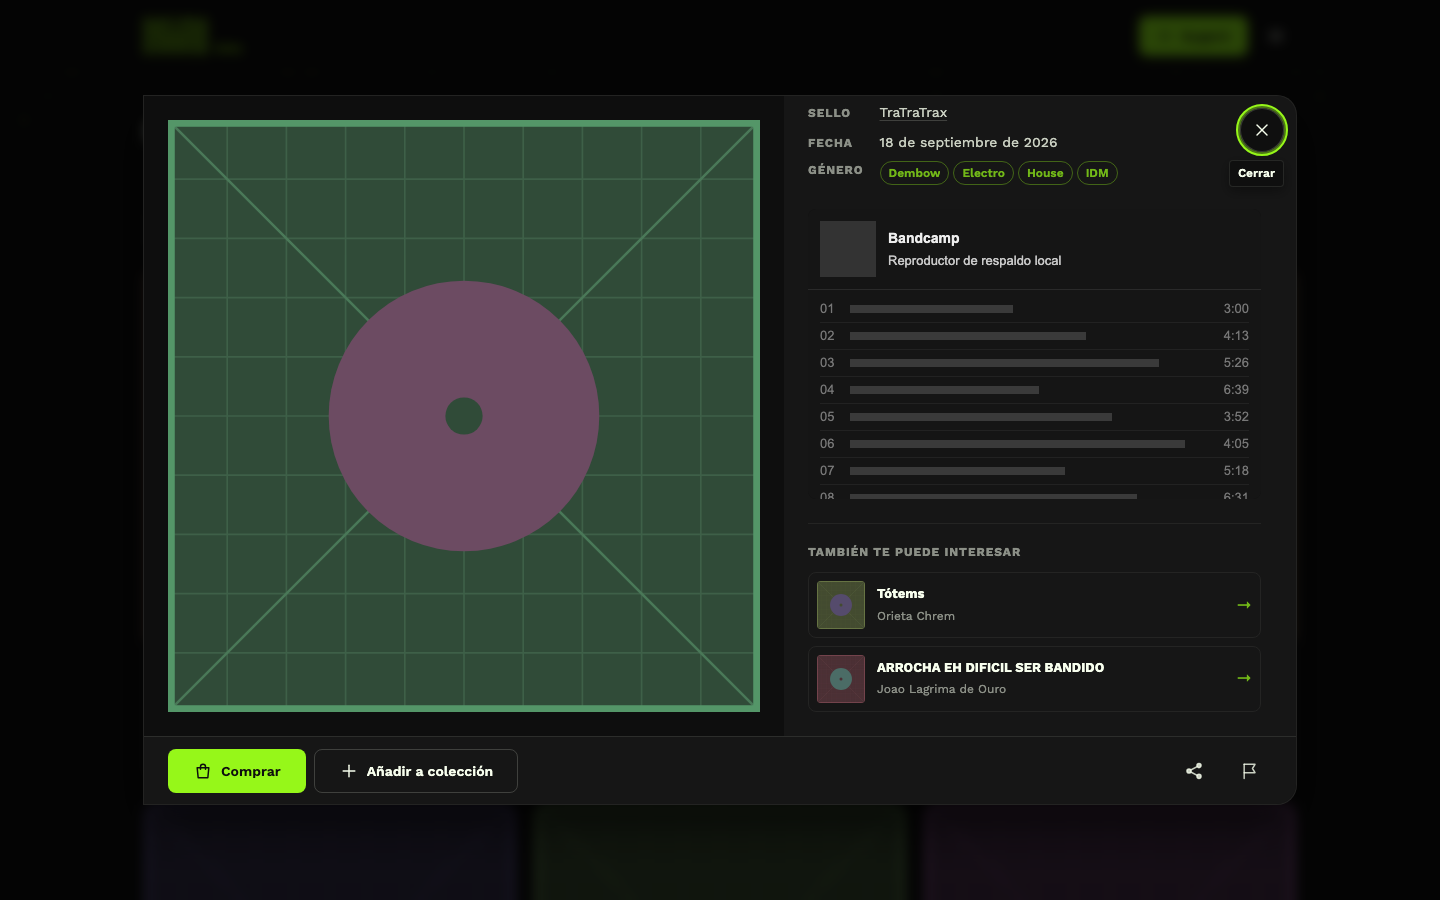 SELLO TraTraTrax
FECHA 18 de septiembre de 2026
GÉNERO Dembow Electro House IDM
Cerrar
Bandcamp
Reproductor de respaldo local
01 3:00
02 4:13
03 5:26
04 6:39
05 3:52
06 4:05
07 5:18
08 6:31
TAMBIÉN TE PUEDE INTERESAR
Tótems
Orieta Chrem
ARROCHA EH DIFICIL SER BANDIDO
Joao Lagrima de Ouro
Comprar
Añadir a colección